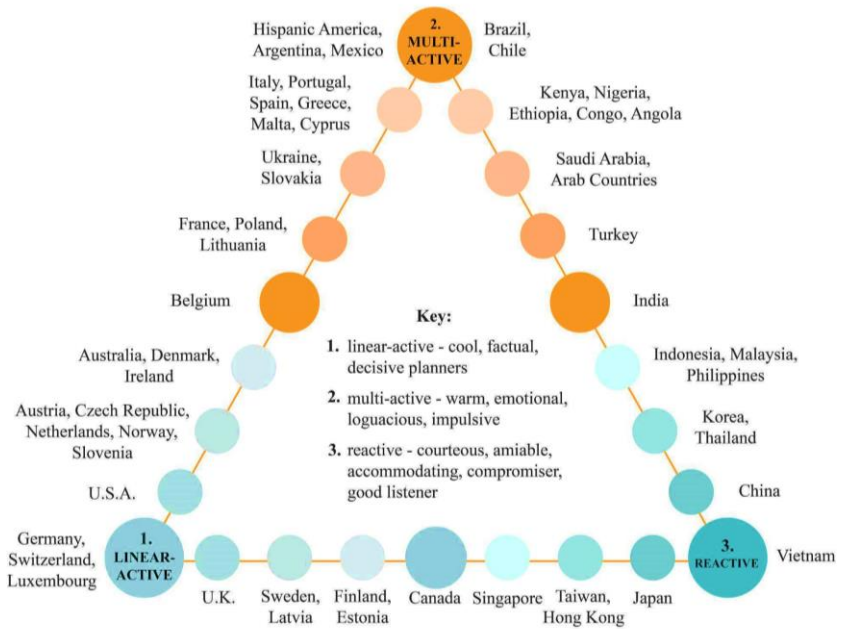 Hispanic America,
Argentina, Mexico
2.
MULTI-
ACTIVE
Brazil,
Chile
Italy, Portugal,
Spain, Greece,
Malta, Cyprus
Kenya, Nigeria,
Ethiopia, Congo, Angola
Ukraine,
Slovakia
Saudi Arabia,
Arab Countries
France, Poland,
Lithuania
Turkey
Belgium
India
Key:
1. linear-active - cool, factual,
decisive planners
2. multi-active - warm, emotional,
loguacious, impulsive
3. reactive - courteous, amiable,
accommodating, compromiser,
good listener
Australia, Denmark,
Ireland
Indonesia, Malaysia,
Philippines
Austria, Czech Republic,
Netherlands, Norway,
Slovenia
Korea,
Thailand
U.S.A.
China
Germany,
Switzerland,
Luxembourg
1.
LINEAR-
ACTIVE
3.
REACTIVE
Vietnam
U.K.
Sweden,
Latvia
Finland,
Estonia
Canada
Singapore
Taiwan,
Hong Kong
Japan